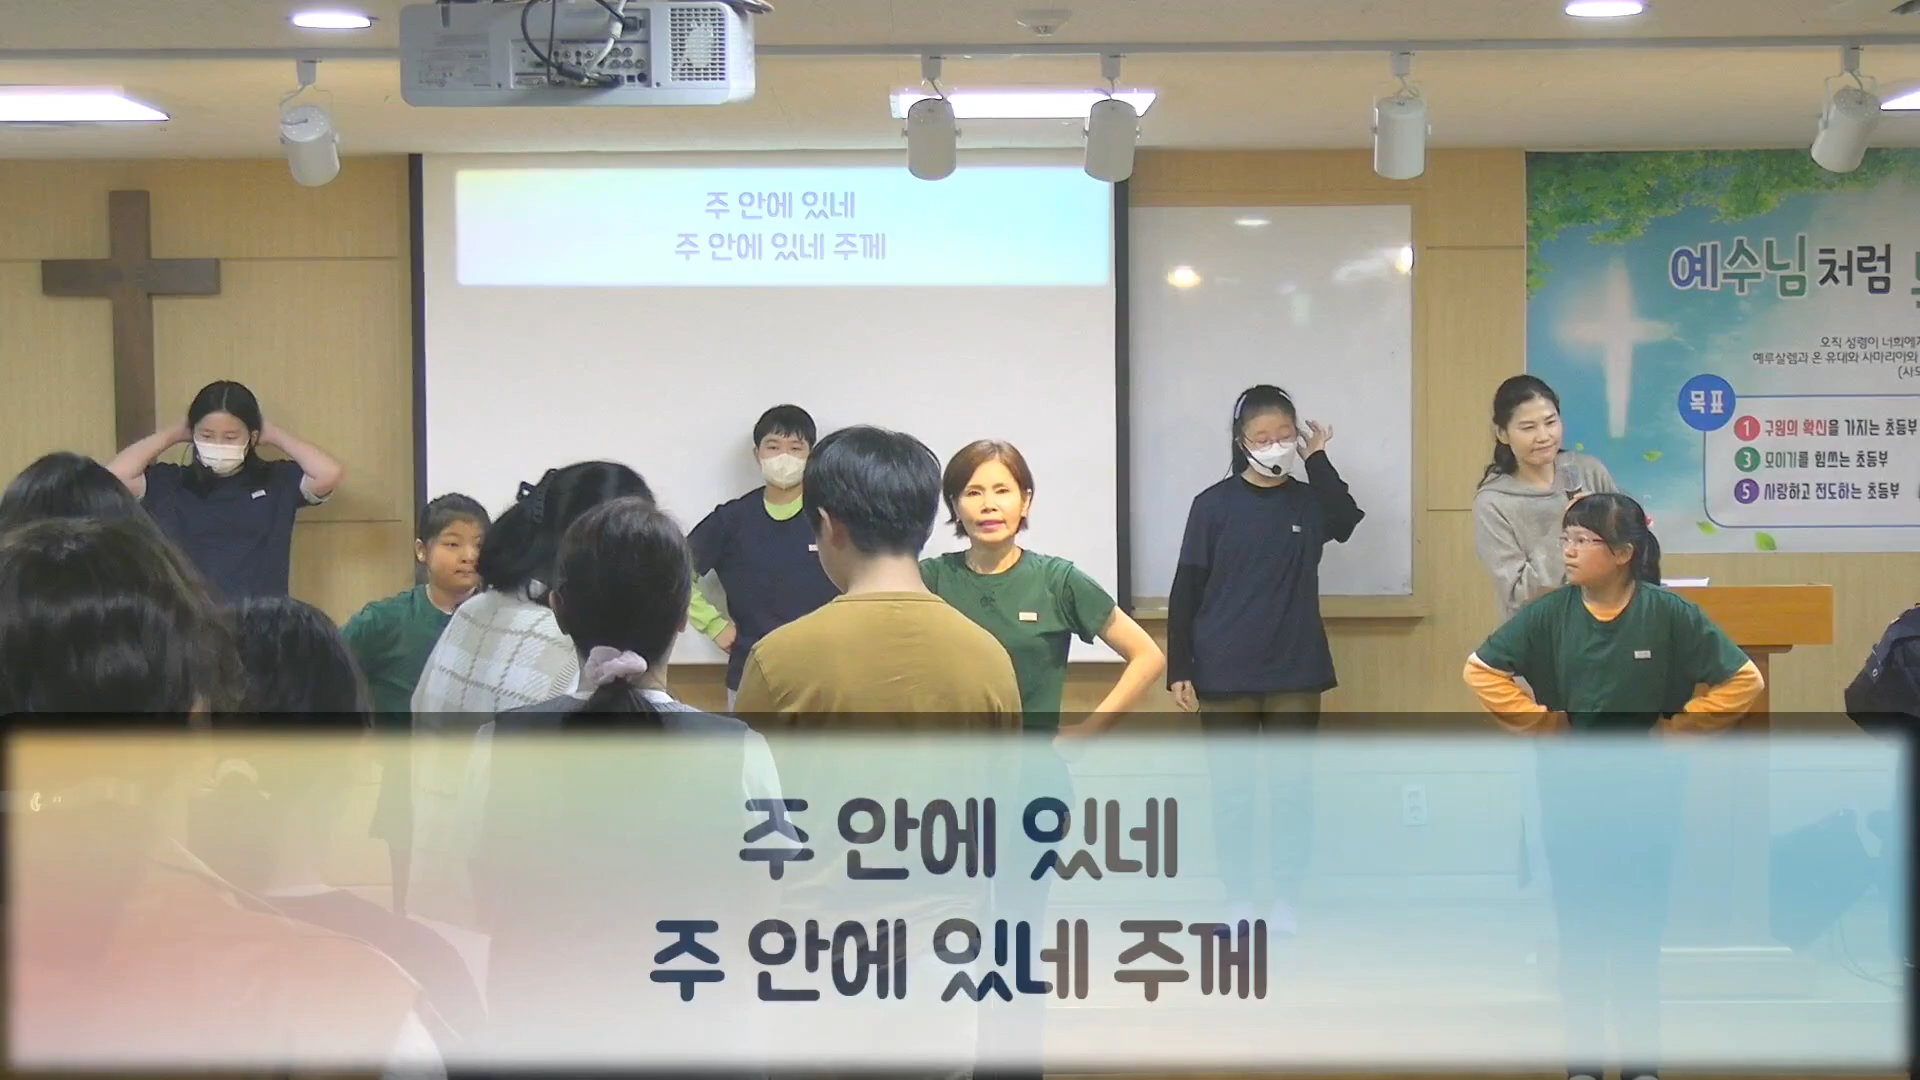 주 안에 있네
주 안에 있네 주께
예수님처럼
오직 성령이 너희에게
예루살렘과 온 유대와 사마리아와
(사도
목표
1 구원의 확신을 가지는 초등부
3 모이기를 힘쓰는 초등부
5 사랑하고 전도하는 초등부
주 안에 있네
주 안에 있네 주께